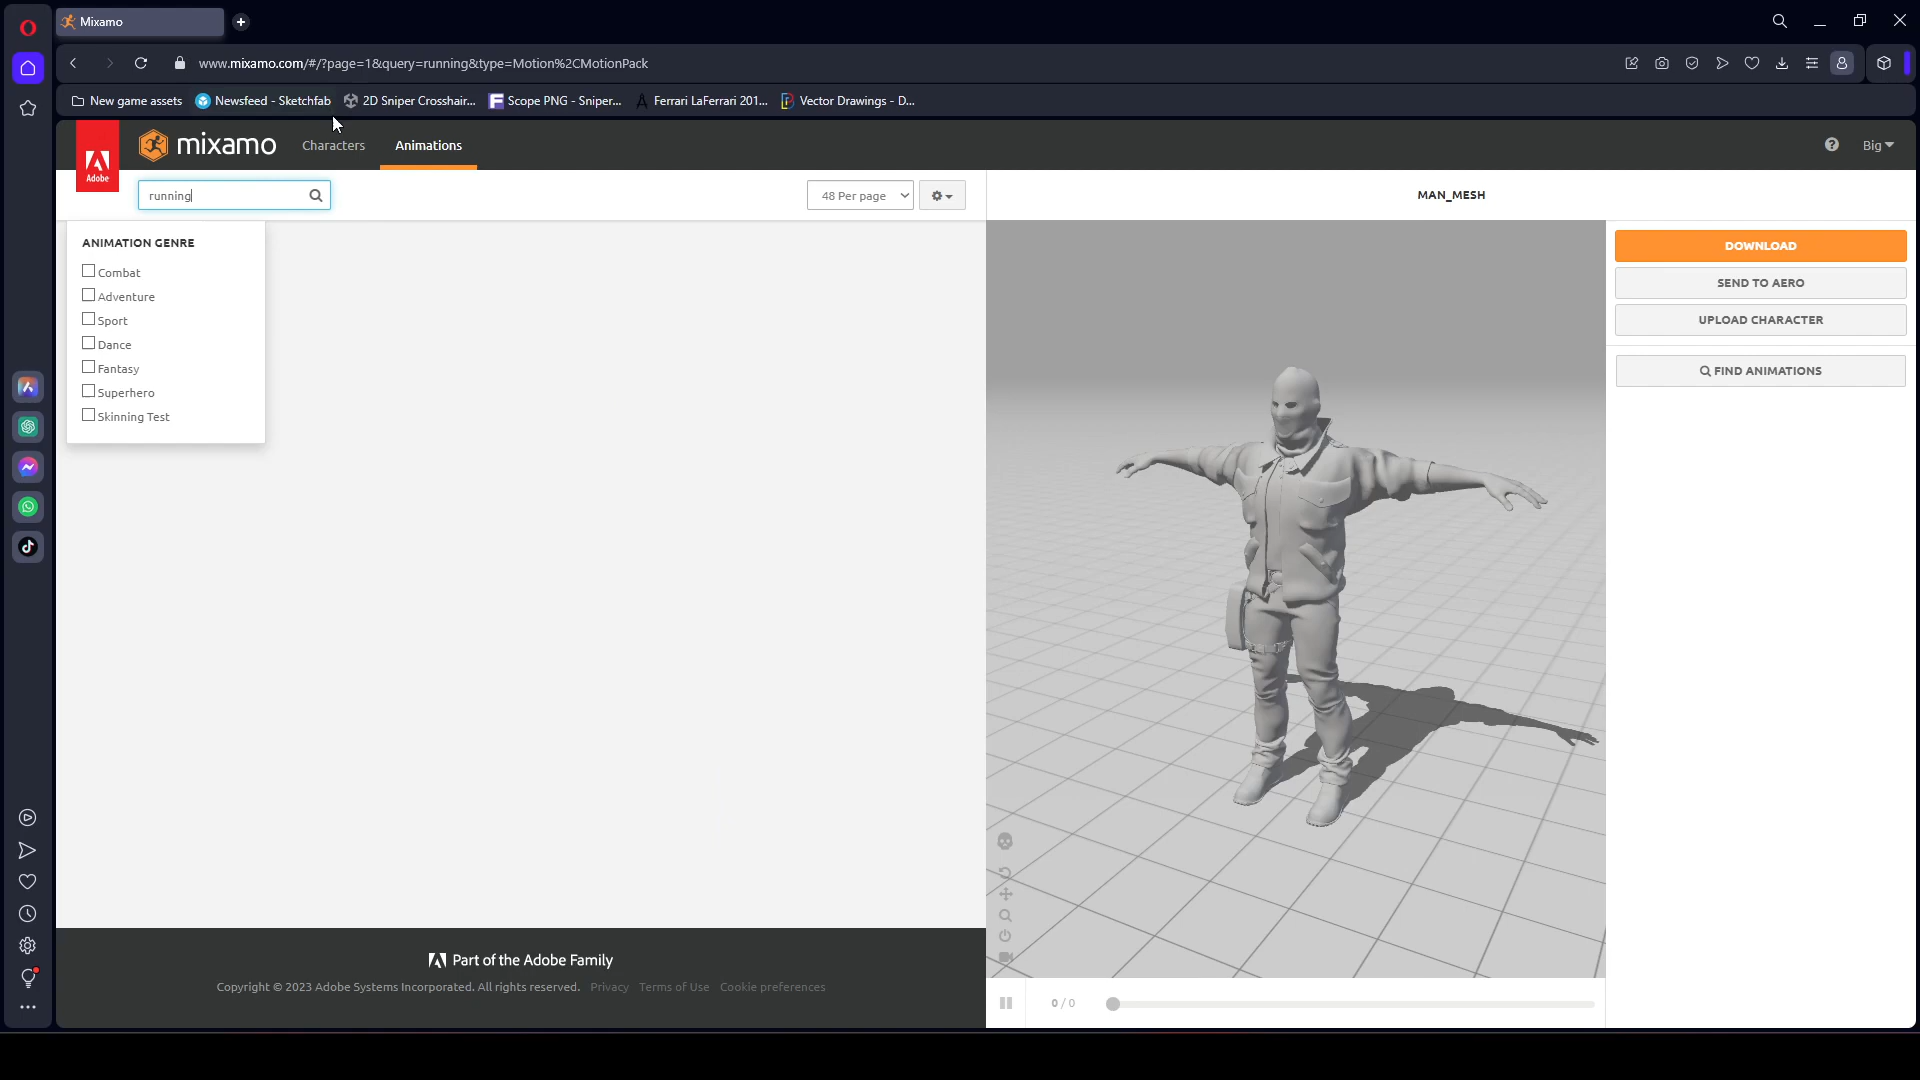 Mixamo
www.mixamo.com/#/?page=1&query=running&type=Motion%2CMotionPack
New game assets
Newsfeed - Sketchfab
2D Sniper Crosshair...
Scope PNG - Sniper...
Ferrari LaFerrari 201...
Vector Drawings - D...
Adobe
mixamo
Characters
Animations
Big
running
48 Per page
MAN_MESH
ANIMATION GENRE
Combat
Adventure
Sport
Dance
Fantasy
Superhero
Skinning Test
DOWNLOAD
SEND TO AERO
UPLOAD CHARACTER
FIND ANIMATIONS
Part of the Adobe Family
Copyright © 2023 Adobe Systems Incorporated. All rights reserved. Privacy Terms of Use Cookie preferences
0 / 0